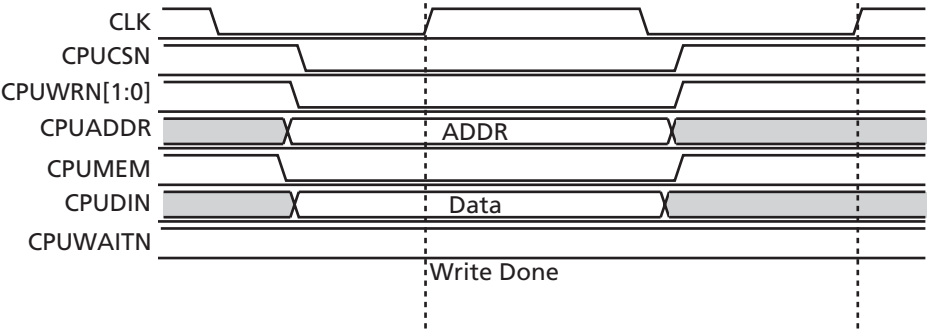 CLK
CPUCSN
CPUWRN[1:0]
CPUADDR
ADDR
CPUMEM
CPUDIN
Data
CPUWAITN
Write Done